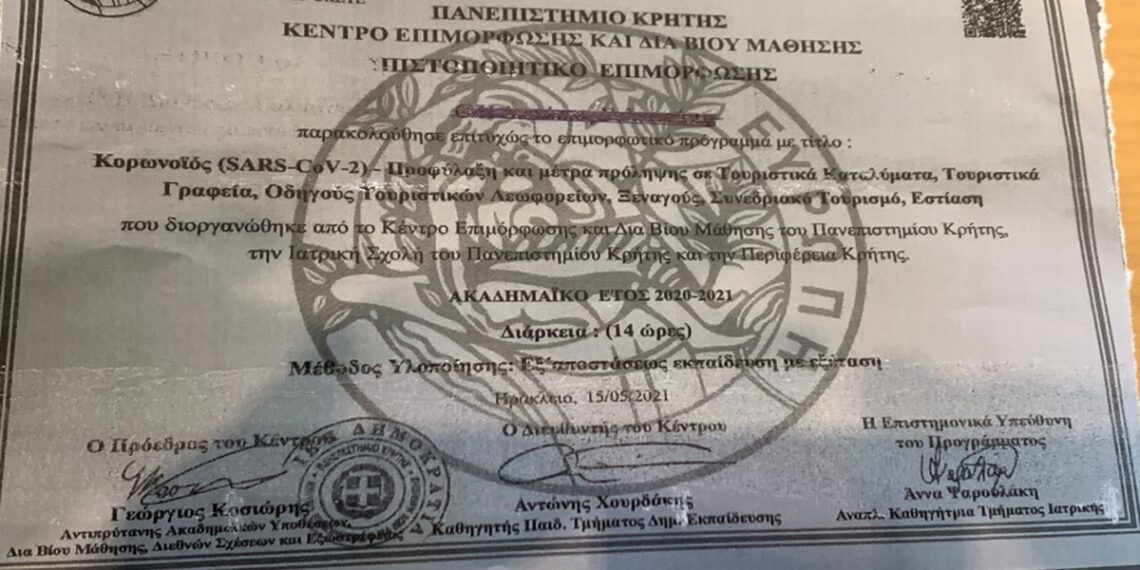 ΚΡΗΤΗΣ
ΠΑΝΕΠΙΣΤΗΜΙΟ ΚΡΗΤΗΣ
ΚΕΝΤΡΟ ΕΠΙΜΟΡΦΩΣΗΣ ΚΑΙ ΔΙΑ ΒΙΟΥ ΜΑΘΗΣΗΣ
ΠΙΣΤΟΠΟΙΗΤΙΚΟ ΕΠΙΜΟΡΦΩΣΗΣ
παρακολούθησε επιτυχώς το επιμορφωτικό πρόγραμμα με τίτλο :
Κορωνοϊός (SARS-CoV-2) - Προφύλαξη και μέτρα πρόληψης σε Τουριστικά Καταλύματα, Τουριστικά
Γραφεία, Οδηγούς Τουριστικών Λεωφορείων, Ξεναγούς, Συνεδριακό Τουρισμό, Εστίαση
που διοργανώθηκε από το Κέντρο Επιμόρφωσης και Δια Βίου Μάθησης του Πανεπιστημίου Κρήτης,
την Ιατρική Σχολή του Πανεπιστημίου Κρήτης και την Περιφέρεια Κρήτης.
ΑΚΑΔΗΜΑΪΚΟ ΕΤΟΣ 2020-2021
Διάρκεια : (14 ώρες)
Μέθοδος Υλοποίησης: Εξ'αποστάσεως εκπαίδευση με εξέταση
Ηράκλειο, 15/05/2021
Ο Πρόεδρος του Κέντρου
Γεώργιος Κοσιώρης
Αντιπρύτανης Ακαδημαϊκών Υποθέσεων,
Δια Βίου Μάθησης, Διεθνών Σχέσεων και Εξωστρέφειας
Ο Διευθυντής του Κέντρου
Αντώνης Χουρδάκης
Καθηγητής Παιδ. Τμήματος Δημ. Εκπαίδευσης
Η Επιστημονικά Υπεύθυνη
του Προγράμματος
Άννα Ψαρουλάκη
Αναπλ. Καθηγήτρια Τμήματος Ιατρικής
ΕΥΡΩΠΗ
ΔΗΜΟΚΡΑΤΙΑ